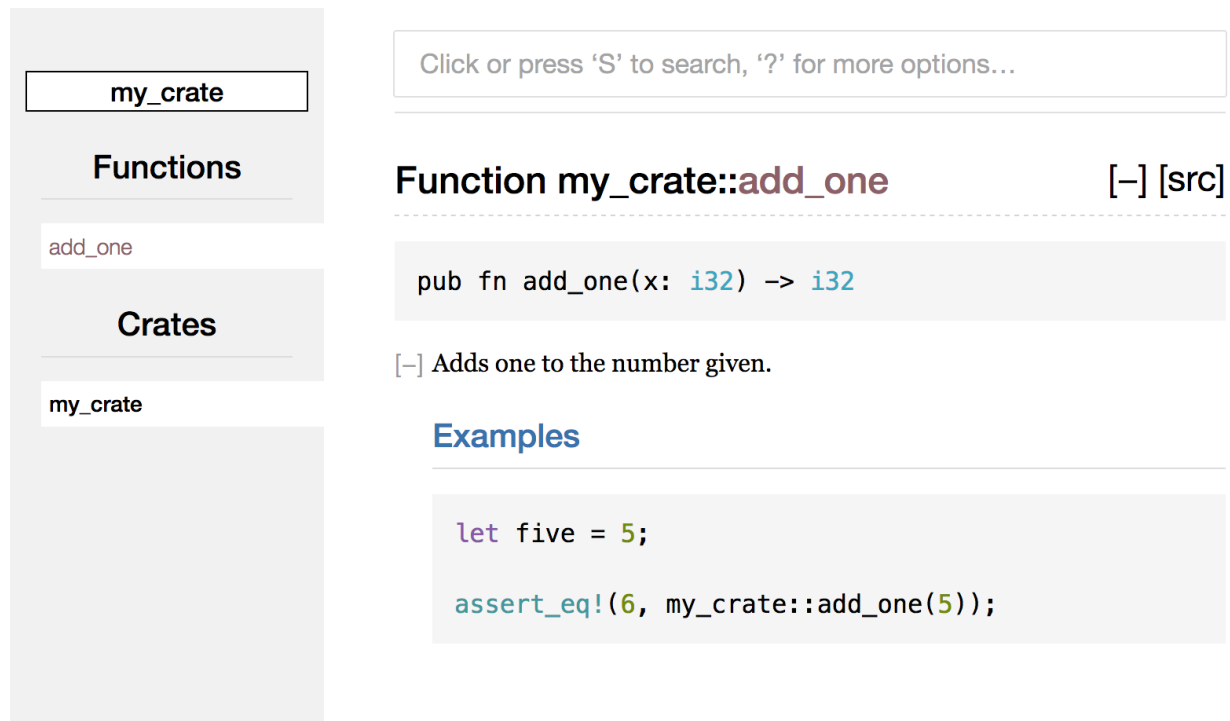 my_crate
Functions
add_one
Crates
my_crate
Click or press ‘S’ to search, ‘?’ for more options…
Function my_crate::add_one [−] [src]
pub fn add_one(x: i32) -> i32
[−] Adds one to the number given.
Examples
let five = 5;
assert_eq!(6, my_crate::add_one(5));